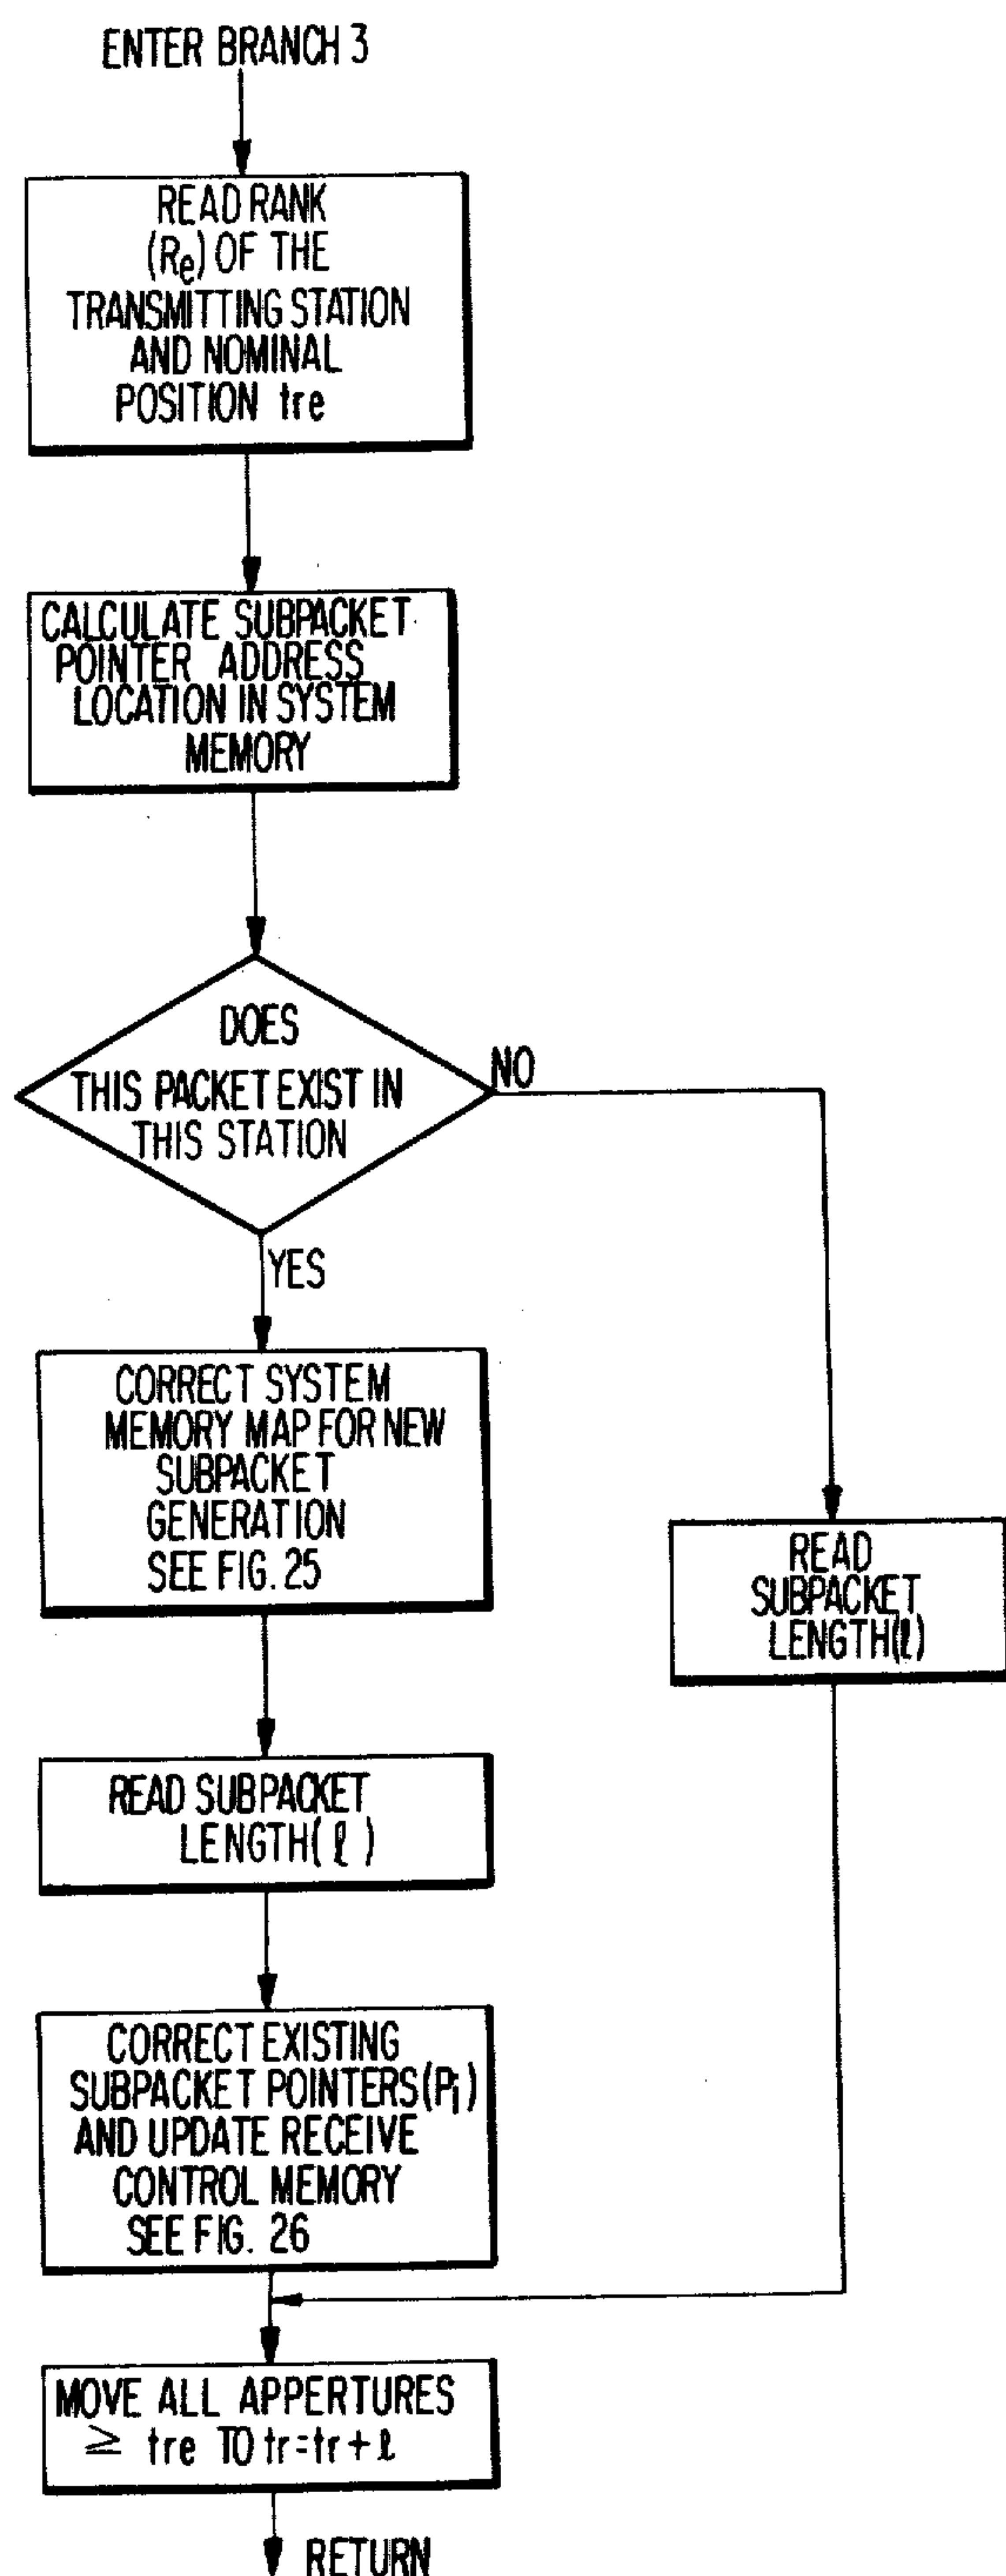 ENTER BRANCH 3
READ RANK
(Re) OF THE
TRANSMITTING STATION
AND NOMINAL
POSITION tre
CALCULATE SUBPACKET
POINTER ADDRESS
LOCATION IN SYSTEM
MEMORY
DOES
THIS PACKET EXIST IN
THIS STATION
NO
YES
CORRECT SYSTEM
MEMORY MAP FOR NEW
SUBPACKET
GENERATION
SEE FIG. 25
READ
SUBPACKET
LENGTH(ℓ)
READ SUBPACKET
LENGTH(ℓ)
CORRECT EXISTING
SUBPACKET POINTERS(Pi)
AND UPDATE RECEIVE
CONTROL MEMORY
SEE FIG. 26
MOVE ALL APPERTURES
≥ tre TO tr=tr+ℓ
RETURN